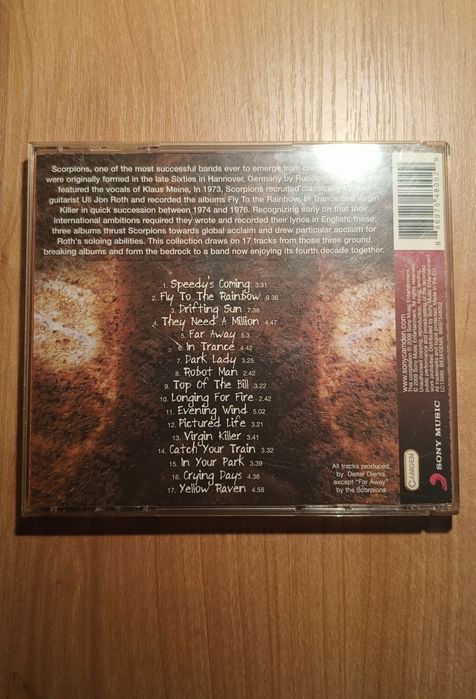 Scorpions, one of the most successful bands ever to emerge from
were originally formed in the late Sixties in Hannover, Germany by Rudolph
featured the vocals of Klaus Meine. In 1973, Scorpions recruited classically
guitarist Uli Jon Roth and recorded the albums Fly To the Rainbow, In Trance and Virgin
Killer in quick succession between 1974 and 1976. Recognizing early on that their
international ambitions required they wrote and recorded their lyrics in English, these
three albums thrust Scorpions towards global acclaim and drew particular acclaim for
Roth's soloing abilities. This collection draws on 17 tracks from those three ground
breaking albums and form the bedrock to a band now enjoying its fourth decade together.
1. Speedy's Coming 3.31
2. Fly To The Rainbow 9.36
3. Drifting Sun 7.38
4. They Need A Million 4.47
5. Far Away 5.3
6. In Trance 4.42
7. Dark Lady 3.25
8. Robot Man 2.42
9. Top Of The Bill 3.22
10. Longing For Fire 2.42
11. Evening Wind 5.02
12. Pictured Life 3.21
13. Virgin Killer 3.41
14. Catch Your Train 3.32
15. In Your Park 3.39
16. Crying Days 4.36
17. Yellow Raven 4.58
All tracks produced
by Dieter Dierks
except "Far Away"
by the Scorpions
8 86975 48002 9
www.sonycamden.com
CAMDEN
SONY MUSIC